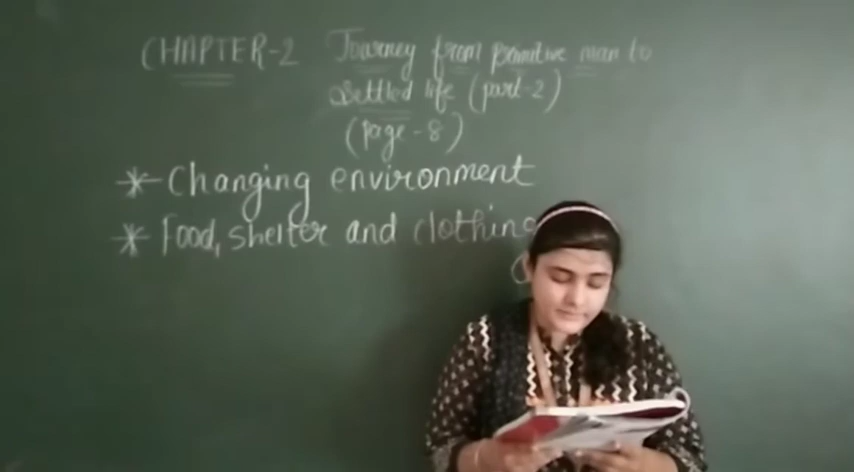 CHAPTER-2 Journey from primitive man to
settled life (part-2)
(page-8)
* Changing environment
* Food, shelter and clothing